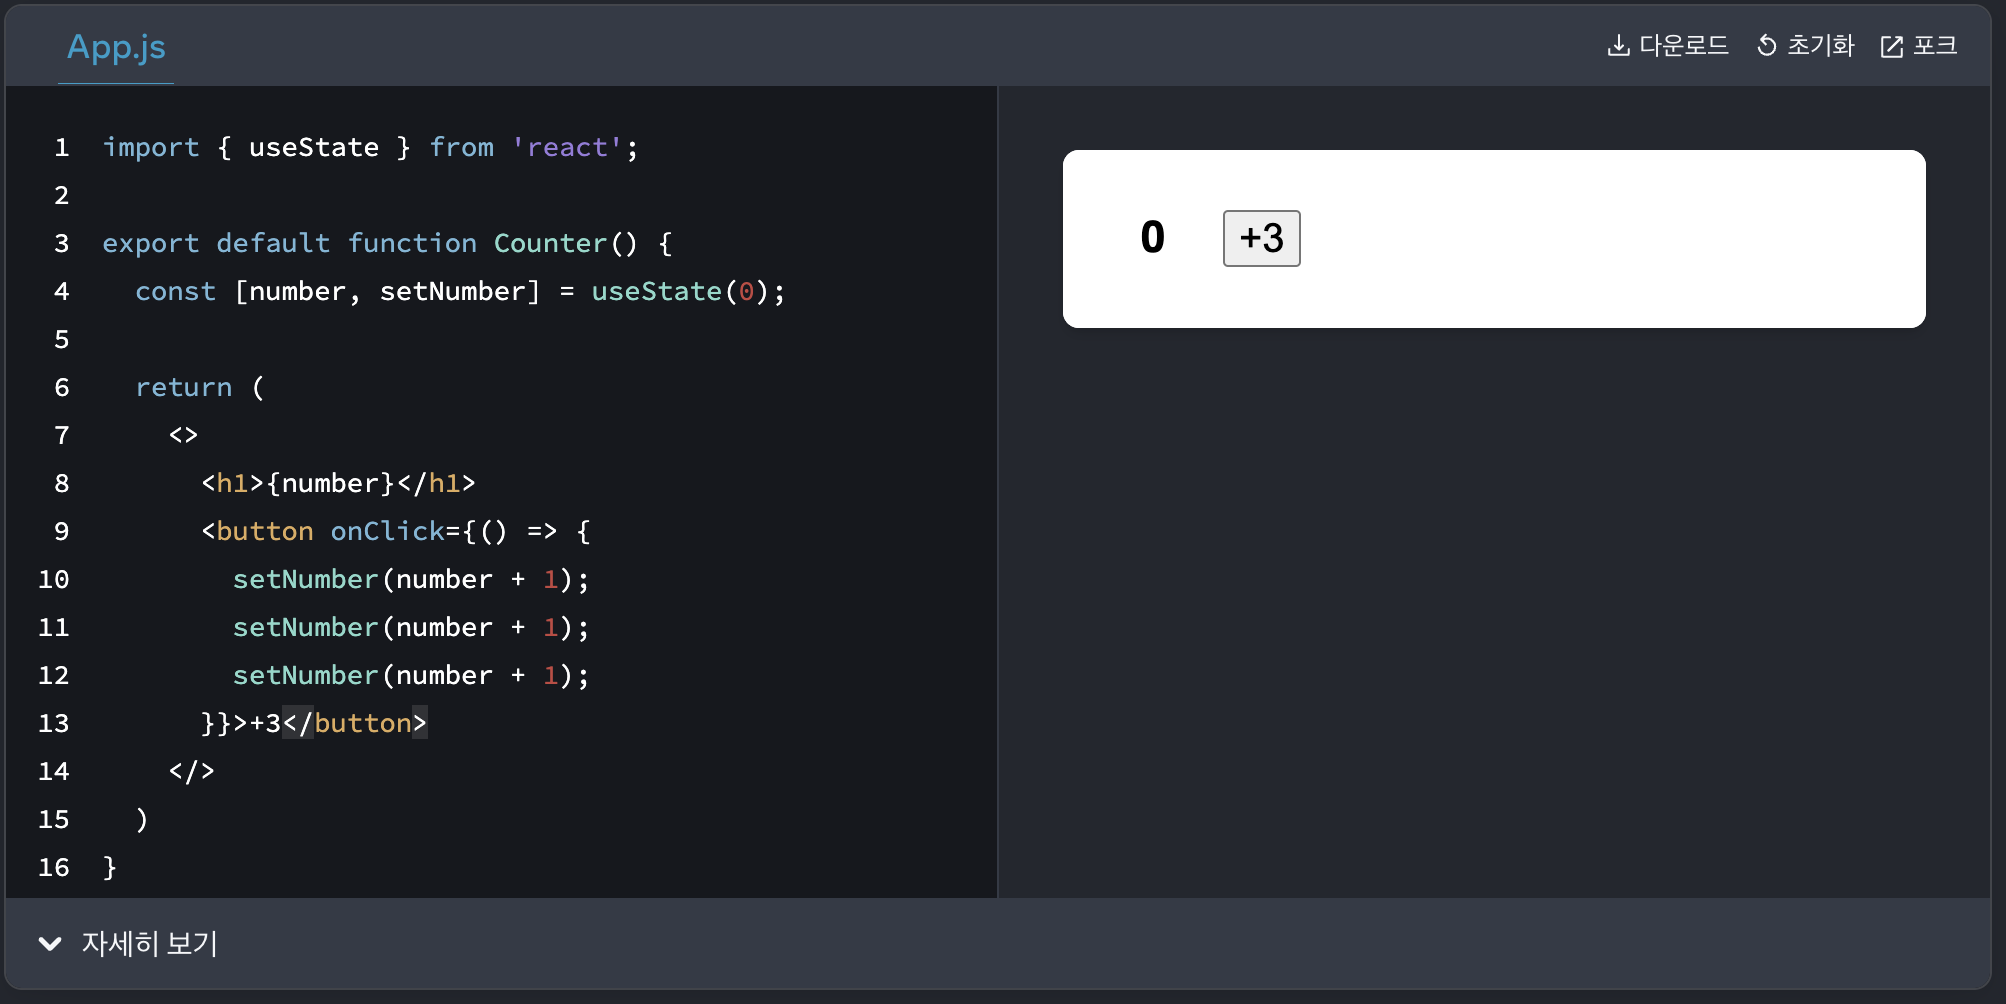 App.js
다운로드 초기화 포크
1 import { useState } from 'react';
2
3 export default function Counter() {
4   const [number, setNumber] = useState(0);
5
6   return (
7     <>
8       <h1>{number}</h1>
9       <button onClick={() => {
10         setNumber(number + 1);
11         setNumber(number + 1);
12         setNumber(number + 1);
13       }}>+3</button>
14     </>
15   )
16 }
0 +3
자세히 보기